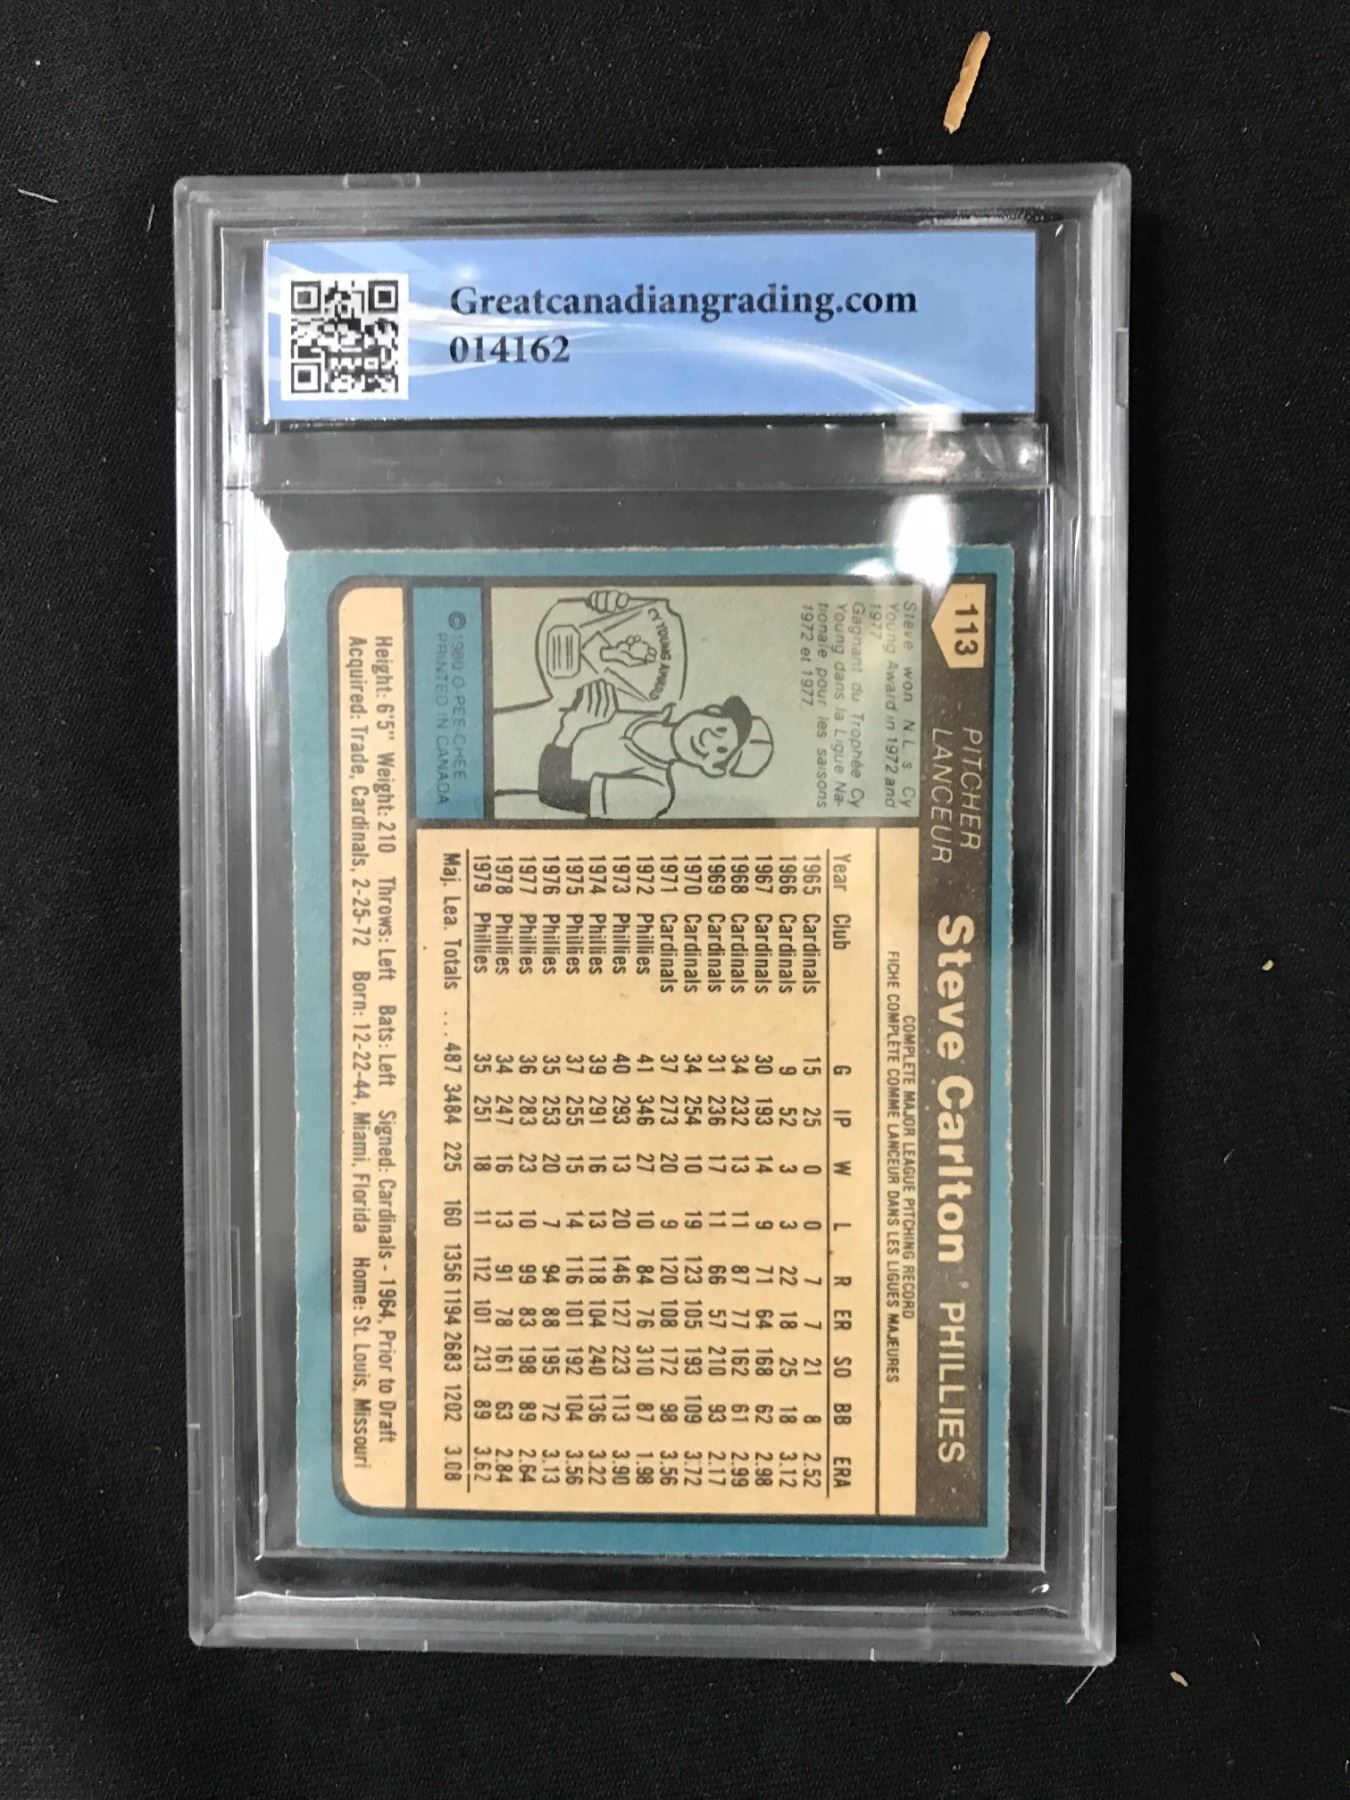 Greatcanadiangrading.com
014162
113
PITCHER
LANCEUR
Steve Carlton PHILLIES
Steve won N.L.'s Cy
Young Award in 1972 and
1977
Gagnant du Trophée Cy
Young dans la Ligue Na-
tionale pour les saisons
1972 et 1977.
CY YOUNG AWARD
©1980 O-PEE-CHEE
PRINTED IN CANADA
COMPLETE MAJOR LEAGUE PITCHING RECORD
FICHE COMPLÈTE COMME LANCEUR DANS LES LIGUES MAJEURES
Year Club G IP W L R ER SO BB ERA
1965 Cardinals 15 25 0 0 7 7 21 8 2.52
1966 Cardinals 9 52 3 3 22 18 25 18 3.12
1967 Cardinals 30 193 14 9 71 64 168 62 2.98
1968 Cardinals 34 232 13 11 87 77 162 61 2.99
1969 Cardinals 31 236 17 11 66 57 210 93 2.17
1970 Cardinals 34 254 10 19 123 105 193 109 3.72
1971 Cardinals 37 273 20 9 120 108 172 98 3.56
1972 Phillies 41 346 27 10 84 76 310 87 1.98
1973 Phillies 40 293 13 20 146 127 223 113 3.90
1974 Phillies 39 291 16 13 118 104 240 136 3.22
1975 Phillies 37 255 15 14 116 101 192 104 3.56
1976 Phillies 35 253 20 7 94 88 195 72 3.13
1977 Phillies 36 283 23 10 99 83 198 89 2.64
1978 Phillies 34 247 16 13 91 78 161 63 2.84
1979 Phillies 35 251 18 11 112 101 213 89 3.62
Maj. Lea. Totals ... 487 3484 225 160 1356 1194 2683 1202 3.08
Height: 6'5" Weight: 210 Throws: Left Bats: Left Signed: Cardinals - 1964, Prior to Draft
Acquired: Trade, Cardinals, 2-25-72 Born: 12-22-44, Miami, Florida Home: St. Louis, Missouri